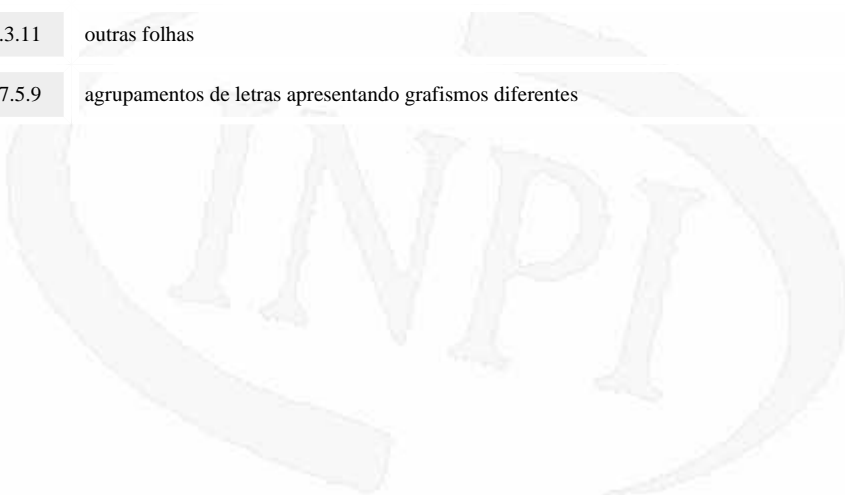 .3.11 outras folhas
7.5.9 agrupamentos de letras apresentando grafismos diferentes
INPI